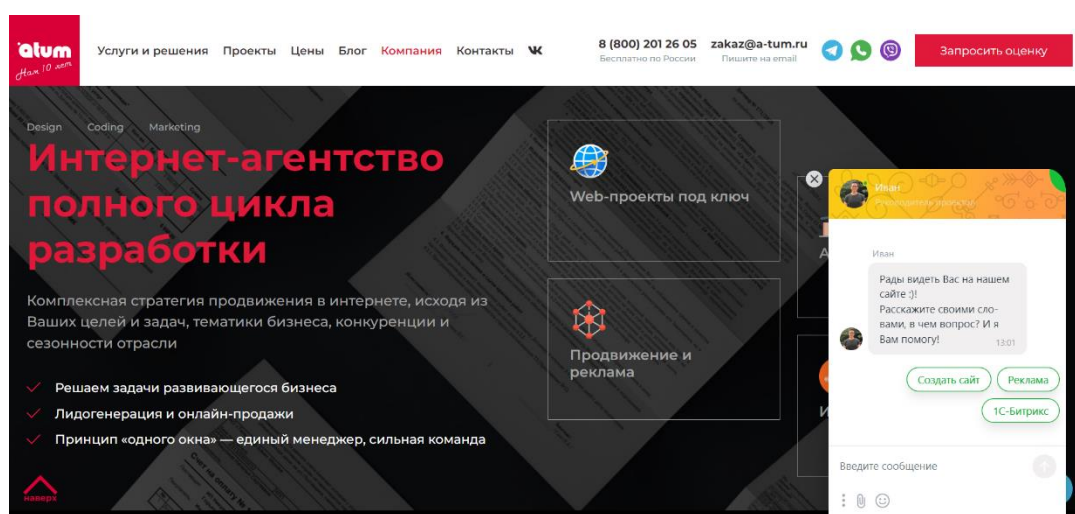 atum
Нам 10 лет
Услуги и решения Проекты Цены Блог Компания Контакты
8 (800) 201 26 05
Бесплатно по России
zakaz@a-tum.ru
Пишите на email
Запросить оценку
Design Coding Marketing
Интернет-агентство
полного цикла
разработки
Комплексная стратегия продвижения в интернете, исходя из
Ваших целей и задач, тематики бизнеса, конкуренции и
сезонности отрасли
Решаем задачи развивающегося бизнеса
Лидогенерация и онлайн-продажи
Принцип «одного окна» — единый менеджер, сильная команда
наверх
Web-проекты под ключ
Продвижение и
реклама
Иван
Иван
Рады видеть Вас на нашем
сайте :)!
Расскажите своими сло-
вами, в чем вопрос? И я
Вам помогу!
13:01
Создать сайт
Реклама
1С-Битрикс
Введите сообщение